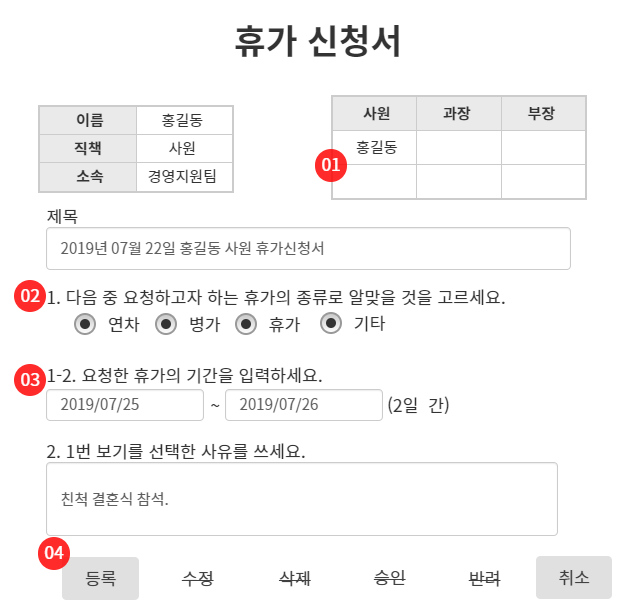 휴가 신청서
이름 홍길동
직책 사원
소속 경영지원팀
사원 과장 부장
홍길동
01
제목
2019년 07월 22일 홍길동 사원 휴가신청서
02
1. 다음 중 요청하고자 하는 휴가의 종류로 알맞을 것을 고르세요.
연차 병가 휴가 기타
03
1-2. 요청한 휴가의 기간을 입력하세요.
2019/07/25 ~ 2019/07/26 (2일 간)
2. 1번 보기를 선택한 사유를 쓰세요.
친척 결혼식 참석.
04
등록 수정 삭제 승인 반려 취소